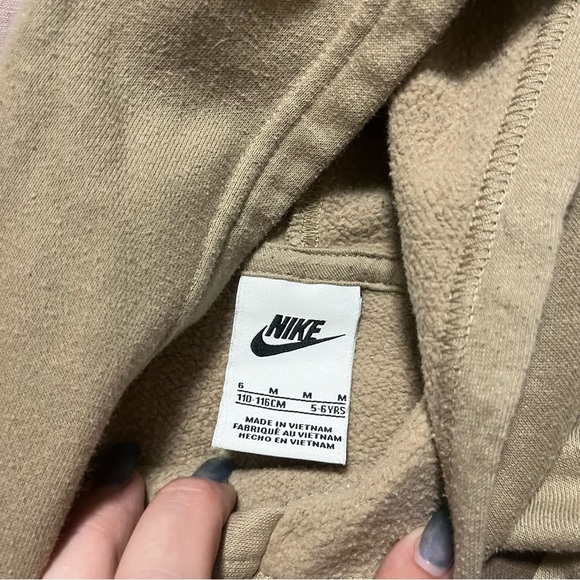 NIKE
6 M M M
110-116CM 5-6YRS
MADE IN VIETNAM
FABRIQUÉ AU VIETNAM
HECHO EN VIETNAM